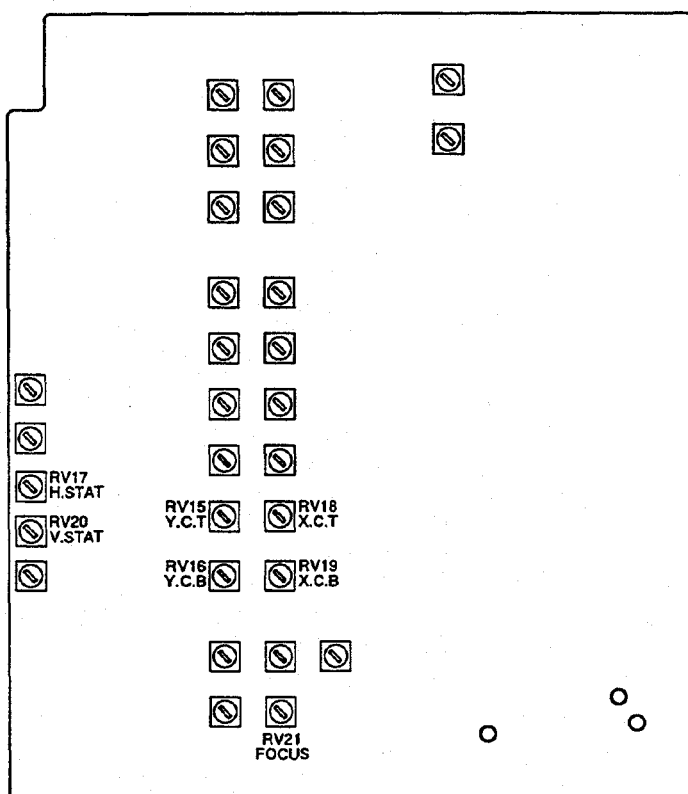 RV17
H.STAT
RV20
V.STAT
RV15
Y.C.T
RV18
X.C.T
RV16
Y.C.B
RV19
X.C.B
RV21
FOCUS